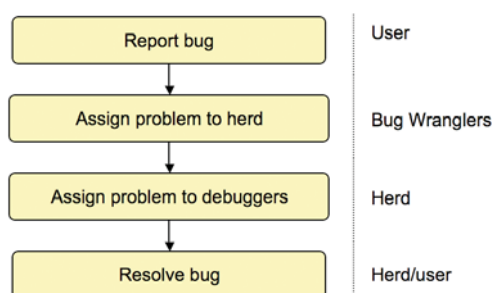 Report bug
User
Assign problem to herd
Bug Wranglers
Assign problem to debuggers
Herd
Resolve bug
Herd/user